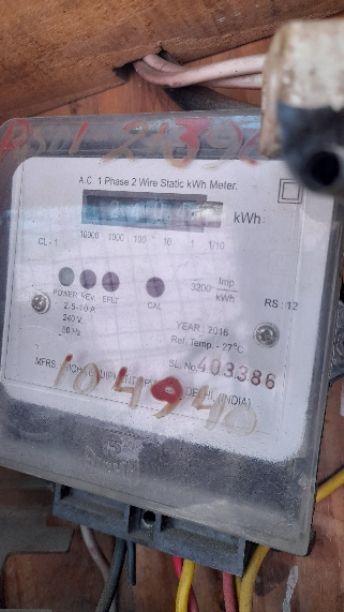 A.C. 1 Phase 2 Wire Static kWh Meter.
kWh
10000 1000 100 10 1 1/10
CL - 1
3200 Imp/kWh
POWER REV. EFLT CAL
RS : 12
2.5-10 A
240 V
50 Hz
YEARː 2016
Ref. Temp. - 27°C
SL. No. 403386
MFRS
DELHI, (INDIA)
104940